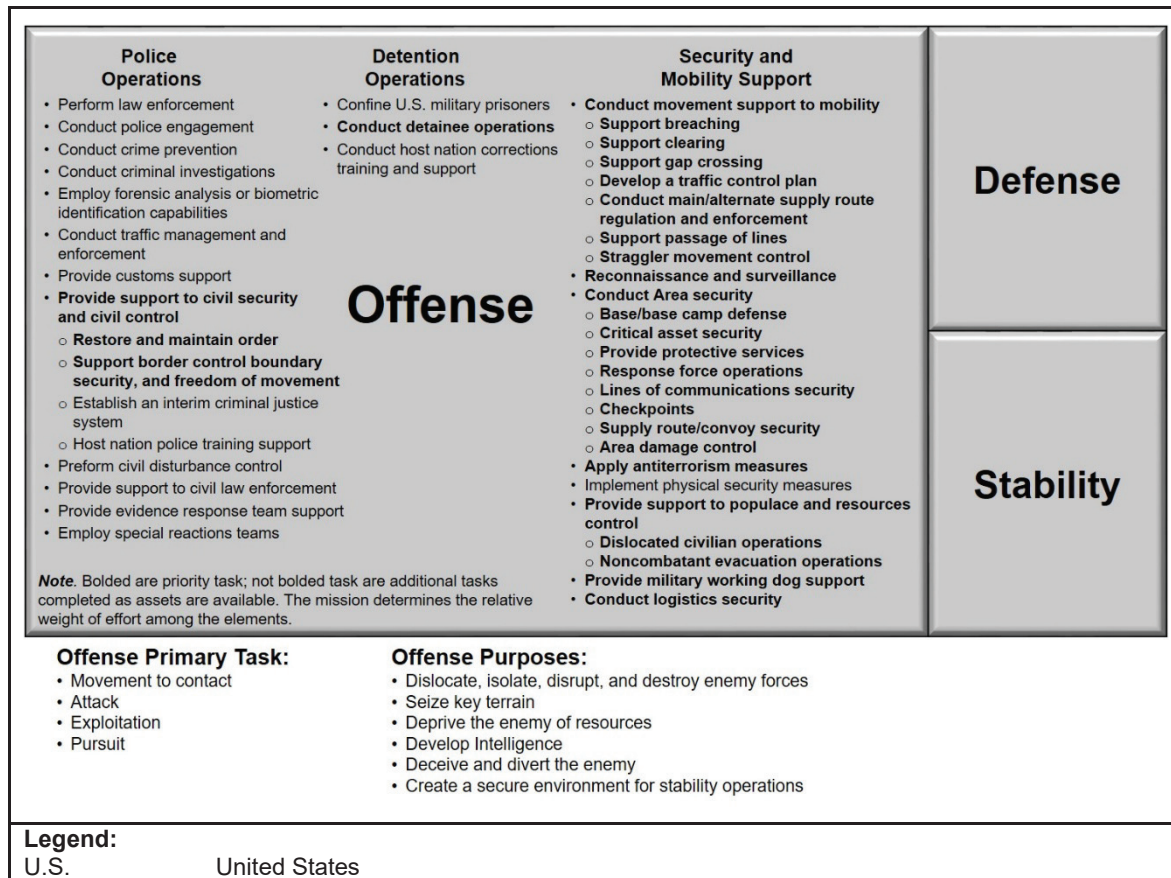 Police
Operations
• Perform law enforcement
• Conduct police engagement
• Conduct crime prevention
• Conduct criminal investigations
• Employ forensic analysis or biometric
identification capabilities
• Conduct traffic management and
enforcement
• Provide customs support
• Provide support to civil security
and civil control
o Restore and maintain order
o Support border control boundary
security, and freedom of movement
o Establish an interim criminal justice
system
o Host nation police training support
• Preform civil disturbance control
• Provide support to civil law enforcement
• Provide evidence response team support
• Employ special reactions teams
Note. Bolded are priority task; not bolded task are additional tasks
completed as assets are available. The mission determines the relative
weight of effort among the elements.
Detention
Operations
• Confine U.S. military prisoners
• Conduct detainee operations
• Conduct host nation corrections
training and support
Offense
Security and
Mobility Support
• Conduct movement support to mobility
o Support breaching
o Support clearing
o Support gap crossing
o Develop a traffic control plan
o Conduct main/alternate supply route
regulation and enforcement
o Support passage of lines
o Straggler movement control
• Reconnaissance and surveillance
• Conduct Area security
o Base/base camp defense
o Critical asset security
o Provide protective services
o Response force operations
o Lines of communications security
o Checkpoints
o Supply route/convoy security
o Area damage control
• Apply antiterrorism measures
• Implement physical security measures
• Provide support to populace and resources
control
o Dislocated civilian operations
o Noncombatant evacuation operations
• Provide military working dog support
• Conduct logistics security
Defense
Stability
Offense Primary Task:
• Movement to contact
• Attack
• Exploitation
• Pursuit
Offense Purposes:
• Dislocate, isolate, disrupt, and destroy enemy forces
• Seize key terrain
• Deprive the enemy of resources
• Develop Intelligence
• Deceive and divert the enemy
• Create a secure environment for stability operations
Legend:
U.S. United States